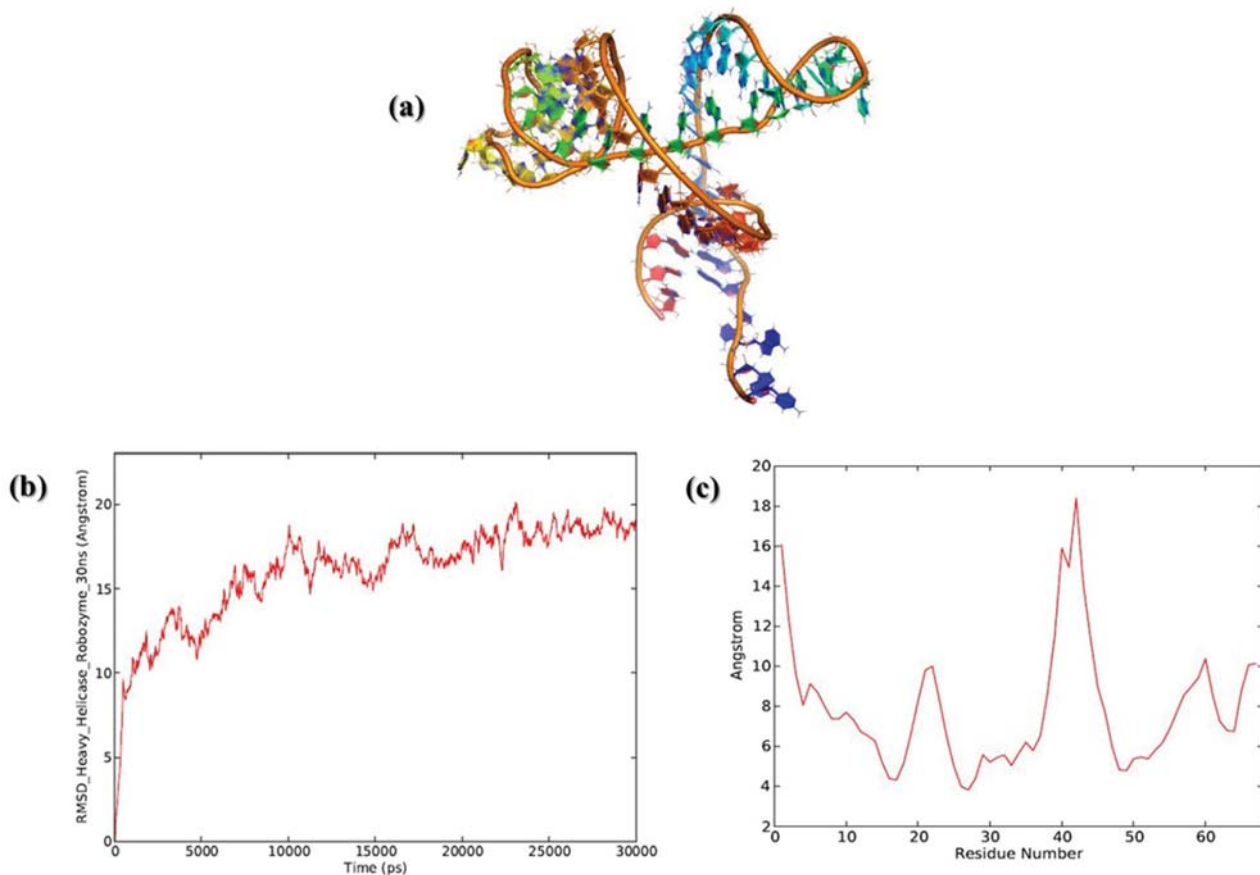 (a)
(b)
RMSD_Heavy_Helicase_Robozyme_30ns (Angstrom)
20
15
10
5
0
0 5000 10000 15000 20000 25000 30000
Time (ps)
(c)
Angstrom
20
18
16
14
12
10
8
6
4
2
0 10 20 30 40 50 60
Residue Number